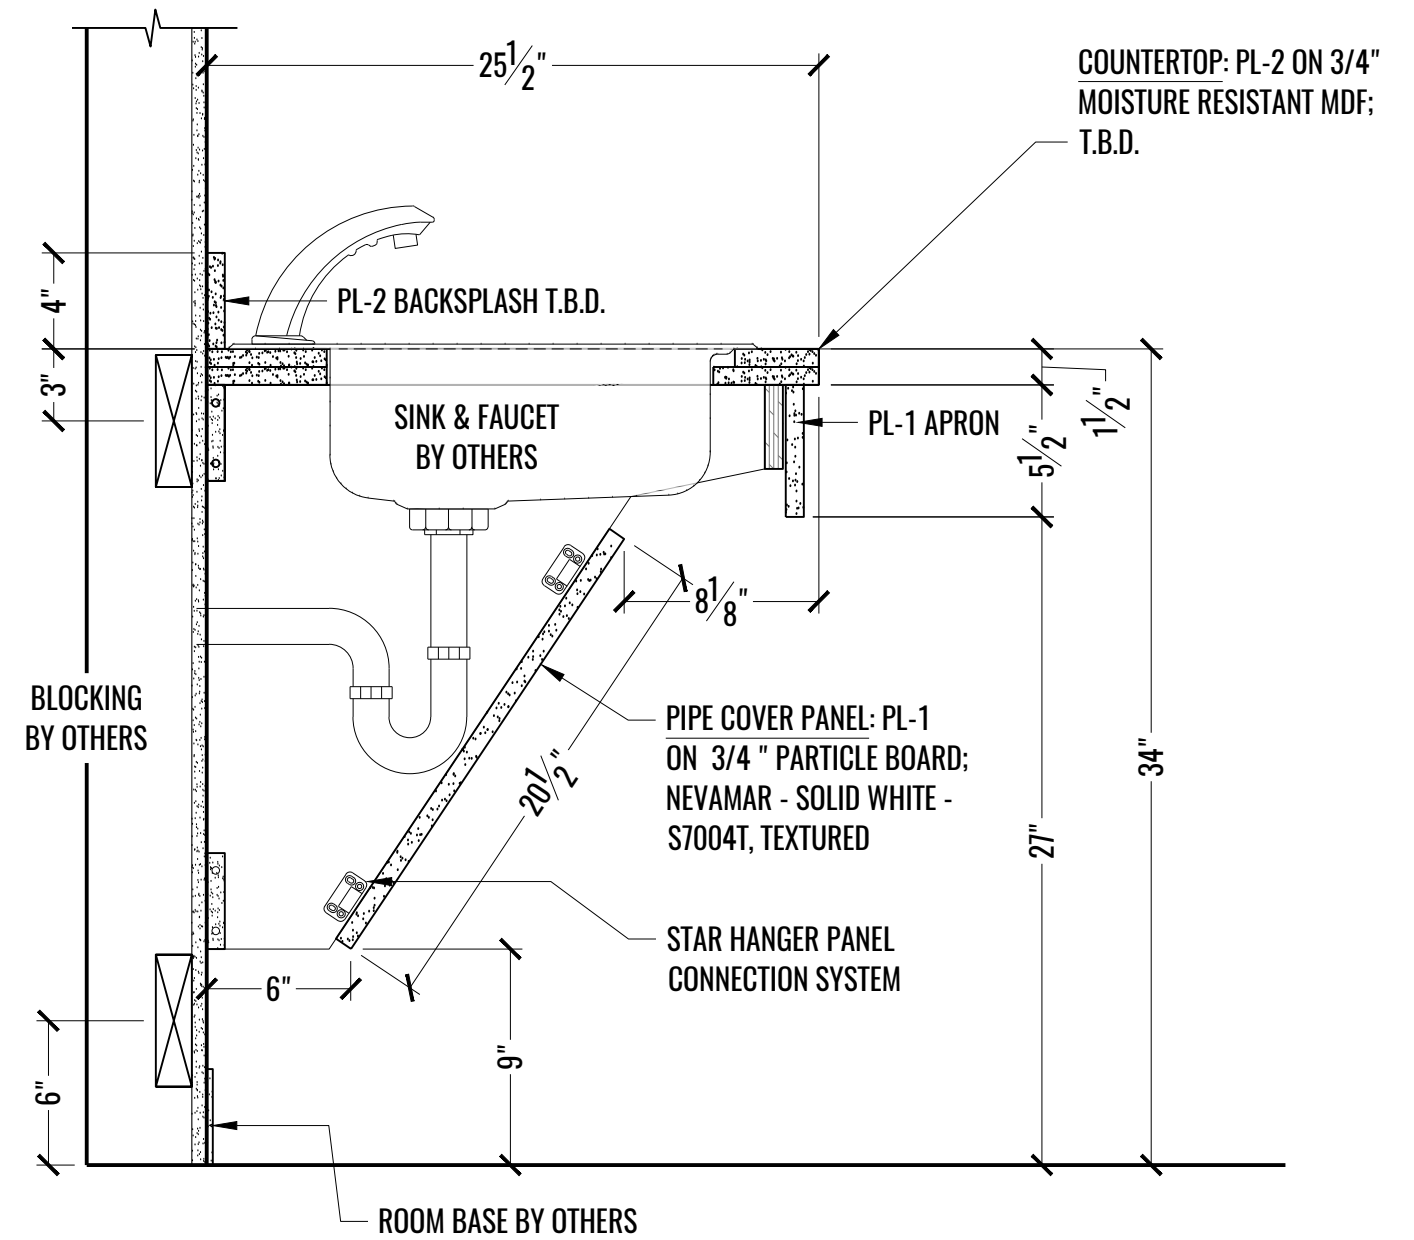 25 1/2"
COUNTERTOP: PL-2 ON 3/4"
MOISTURE RESISTANT MDF;
T.B.D.
4"
PL-2 BACKSPLASH T.B.D.
3"
SINK & FAUCET
BY OTHERS
PL-1 APRON
1 1/2"
5 1/2"
8 1/8"
BLOCKING
BY OTHERS
PIPE COVER PANEL: PL-1
ON 3/4 " PARTICLE BOARD;
NEVAMAR - SOLID WHITE -
S7004T, TEXTURED
20 1/2"
34"
27"
STAR HANGER PANEL
CONNECTION SYSTEM
6"
9"
6"
ROOM BASE BY OTHERS